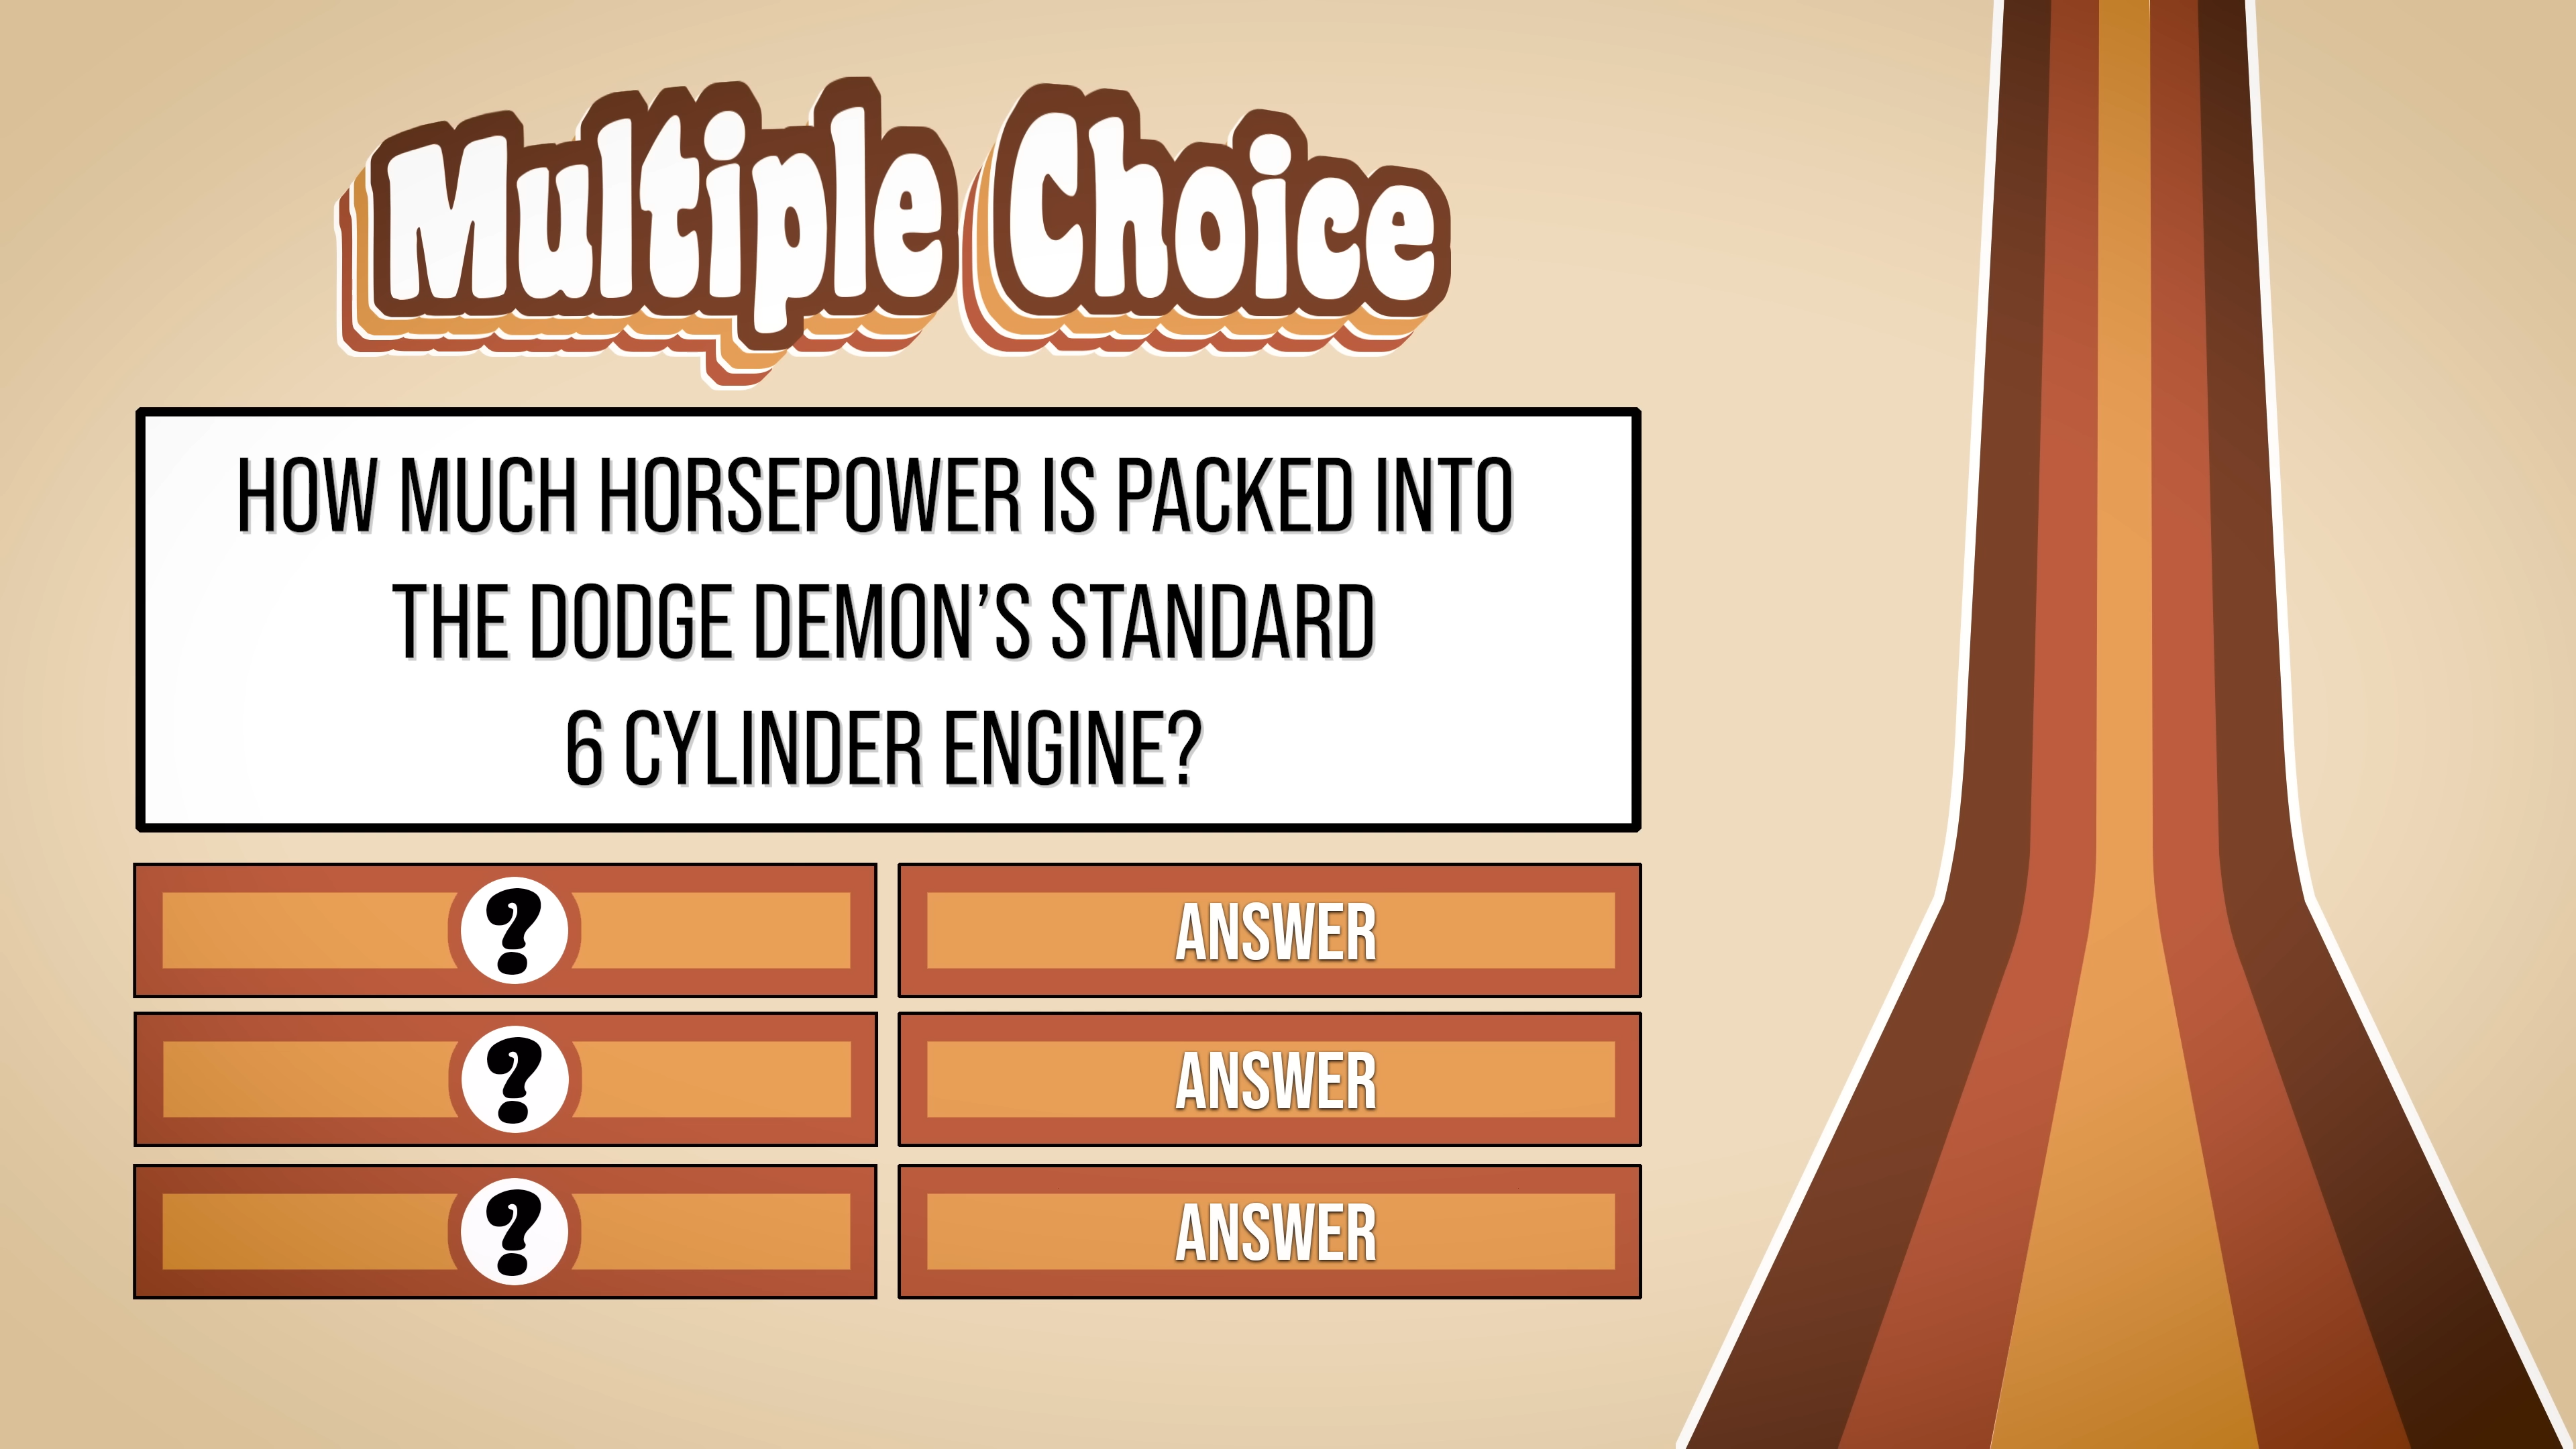 Multiple Choice
HOW MUCH HORSEPOWER IS PACKED INTO
THE DODGE DEMON'S STANDARD
6 CYLINDER ENGINE?
?
ANSWER
?
ANSWER
?
ANSWER